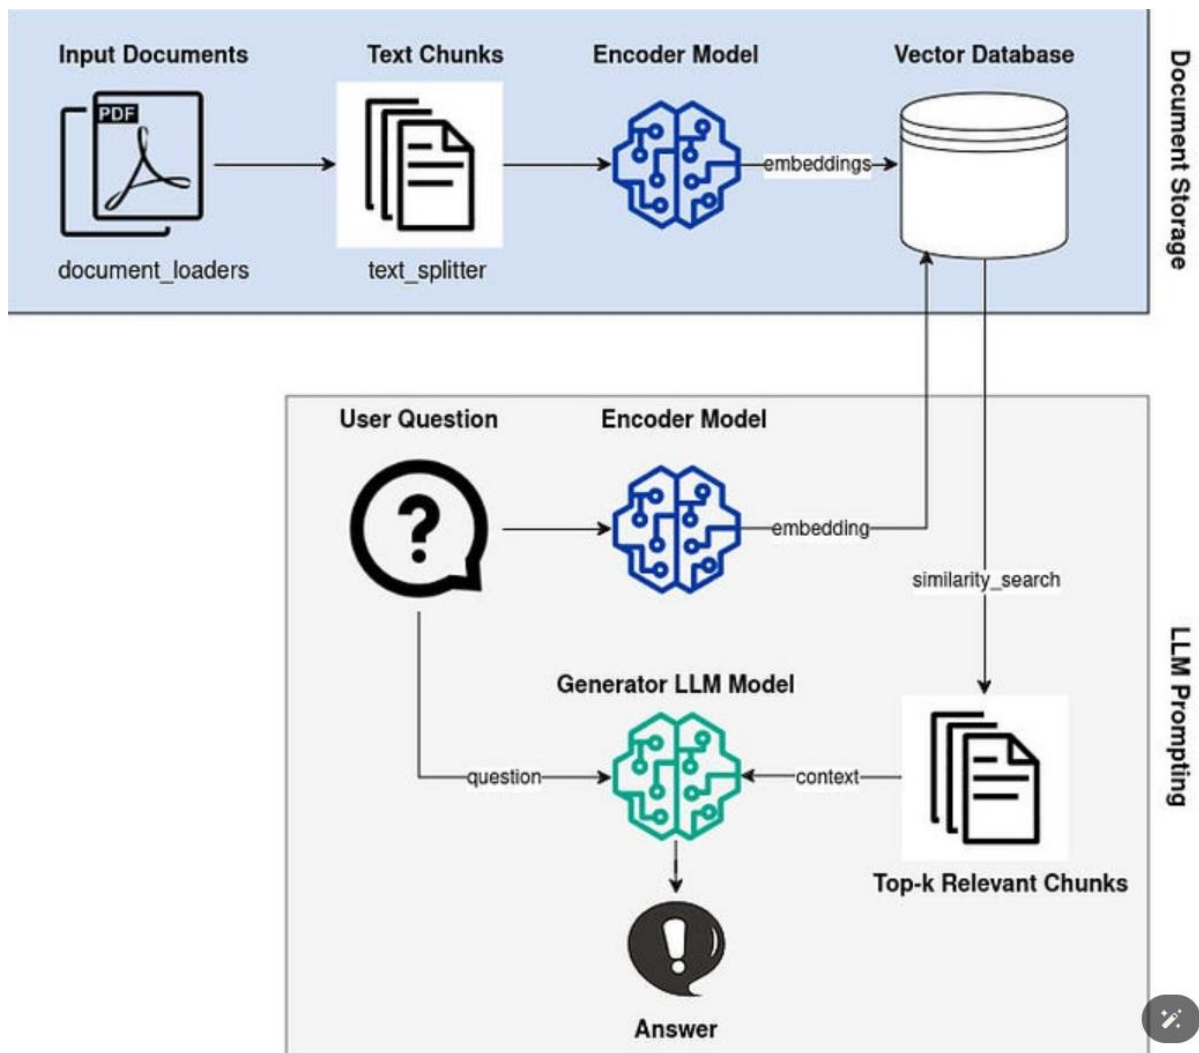 Input Documents
Text Chunks
Encoder Model
Vector Database
PDF
embeddings
document_loaders
text_splitter
Document Storage
User Question
Encoder Model
?
embedding
similarity_search
Generator LLM Model
question
context
Top-k Relevant Chunks
!
Answer
LLM Prompting